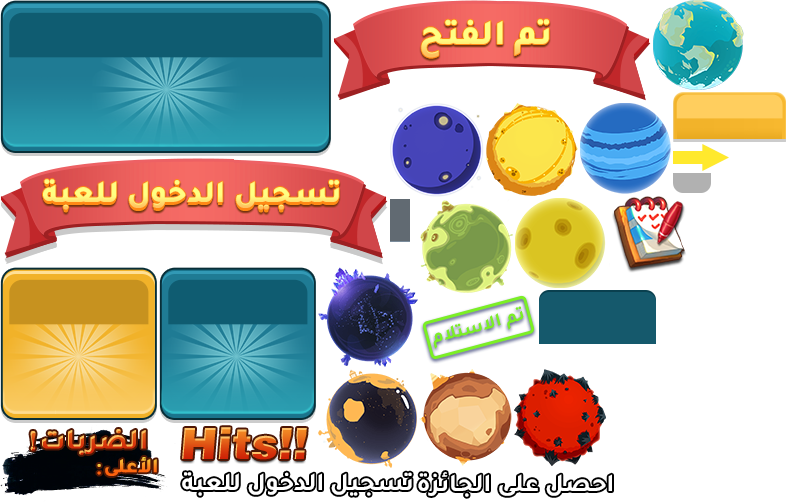 تم الفتح
تسجيل الدخول للعبة
تم الاستلام
الضربات!
الأعلى:
Hits!!
احصل على الجائزة تسجيل الدخول للعبة